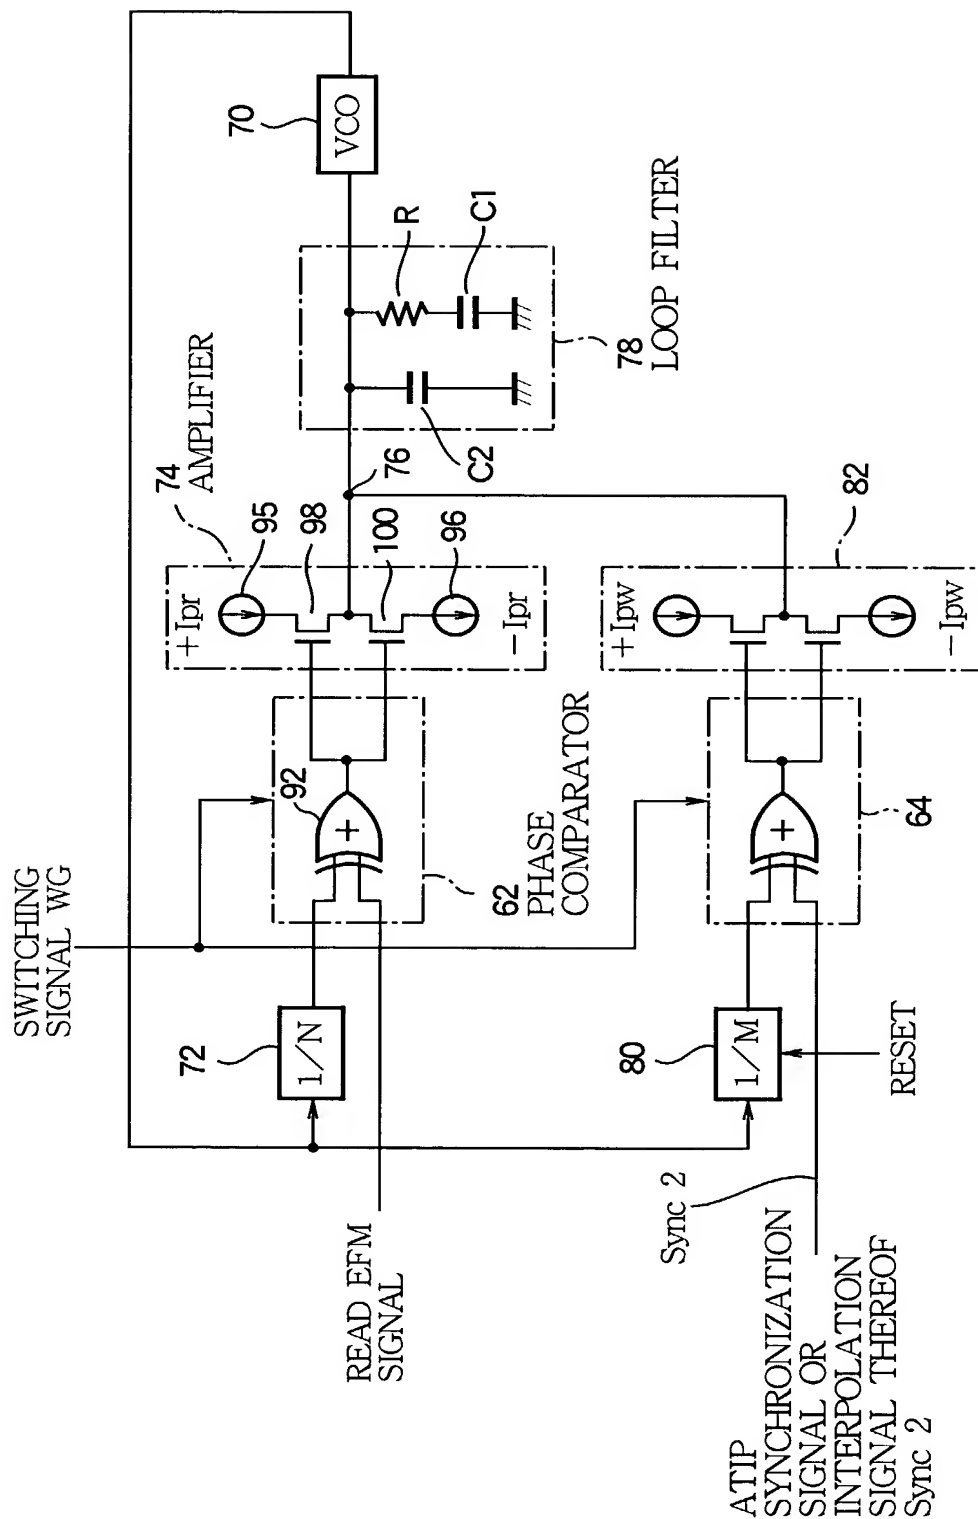 SWITCHING
SIGNAL WG
72
1/N
READ EFM
SIGNAL
92
62
PHASE
COMPARATOR
74
AMPLIFIER
+Ipr
95
98
100
96
−Ipr
76
C2
R
C1
78
LOOP FILTER
70
VCO
80
1/M
RESET
Sync 2
ATIP
SYNCHRONIZATION
SIGNAL OR
INTERPOLATION
SIGNAL THEREOF
Sync 2
+
+
64
+Ipw
−Ipw
82